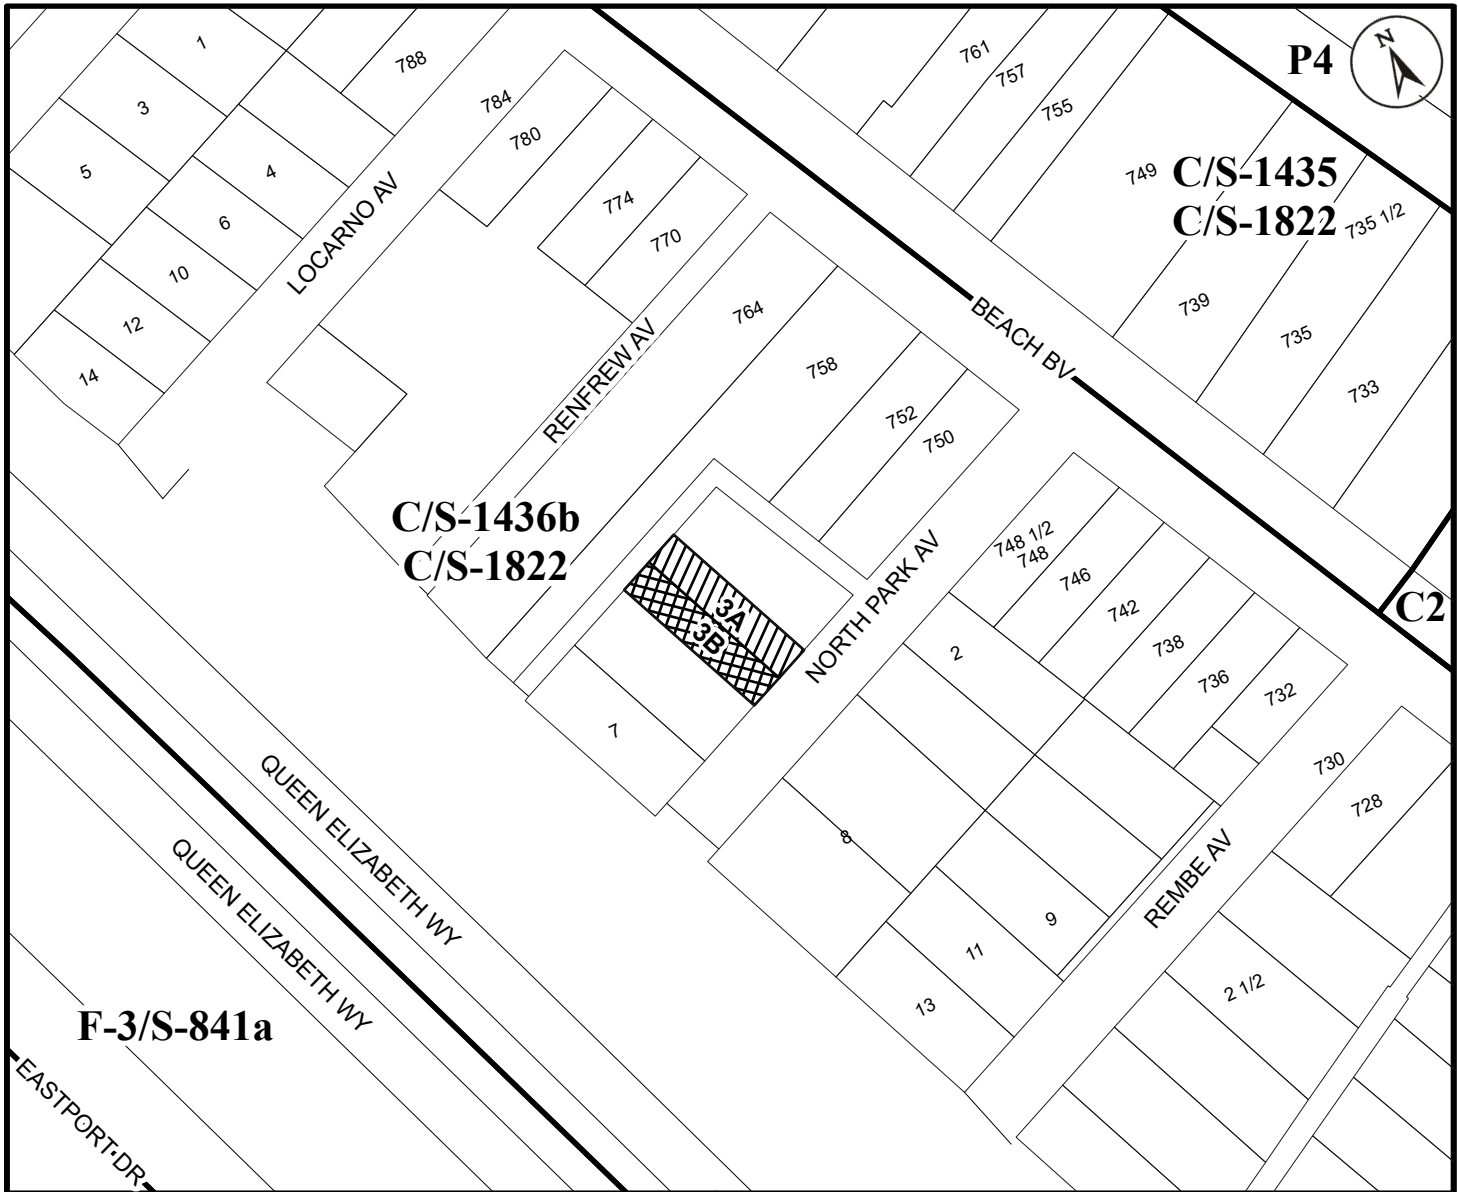 1
3
5
788
4
6
10
12
14
LOCARNO AV
784
780
774
770
RENFREW AV
764
758
752
750
761
757
755
749
P4
N
C/S-1435
C/S-1822
735 1/2
739
735
733
BEACH BV
C2
C/S-1436b
C/S-1822
3A
3B
7
NORTH PARK AV
748 1/2
748
746
742
738
736
732
2
8
9
11
13
730
728
REMBE AV
2 1/2
QUEEN ELIZABETH WY
QUEEN ELIZABETH WY
F-3/S-841a
EASTPORT DR